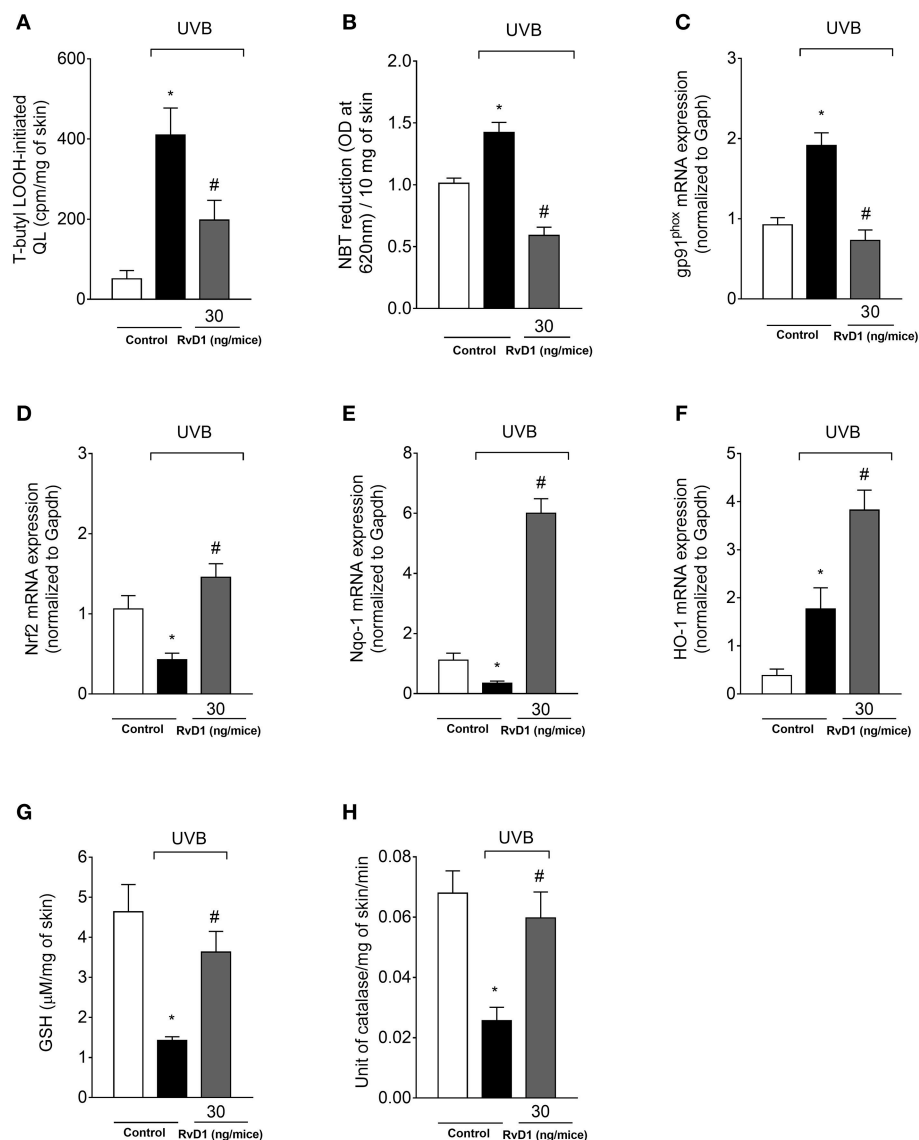 A
UVB
T-butyl LOOH-initiated
QL (cpm/mg of skin)
600
400
200
0
*
#
30
Control
RvD1 (ng/mice)
B
UVB
NBT reduction (OD at
620nm) / 10 mg of skin
2.0
1.5
1.0
0.5
0.0
*
#
30
Control
RvD1 (ng/mice)
C
UVB
gp91phox mRNA expression
(normalized to Gaph)
3
2
1
0
*
#
30
Control
RvD1 (ng/mice)
D
UVB
Nrf2 mRNA expression
(normalized to Gapdh)
3
2
1
0
*
#
30
Control
RvD1 (ng/mice)
E
UVB
Nqo-1 mRNA expression
(normalized to Gapdh)
8
6
4
2
0
*
#
30
Control
RvD1 (ng/mice)
F
UVB
HO-1 mRNA expression
(normalized to Gapdh)
5
4
3
2
1
0
*
#
30
Control
RvD1 (ng/mice)
G
UVB
GSH (μM/mg of skin)
6
5
4
3
2
1
0
*
#
30
Control
RvD1 (ng/mice)
H
UVB
Unit of catalase/mg of skin/min
0.08
0.06
0.04
0.02
0.00
*
#
30
Control
RvD1 (ng/mice)